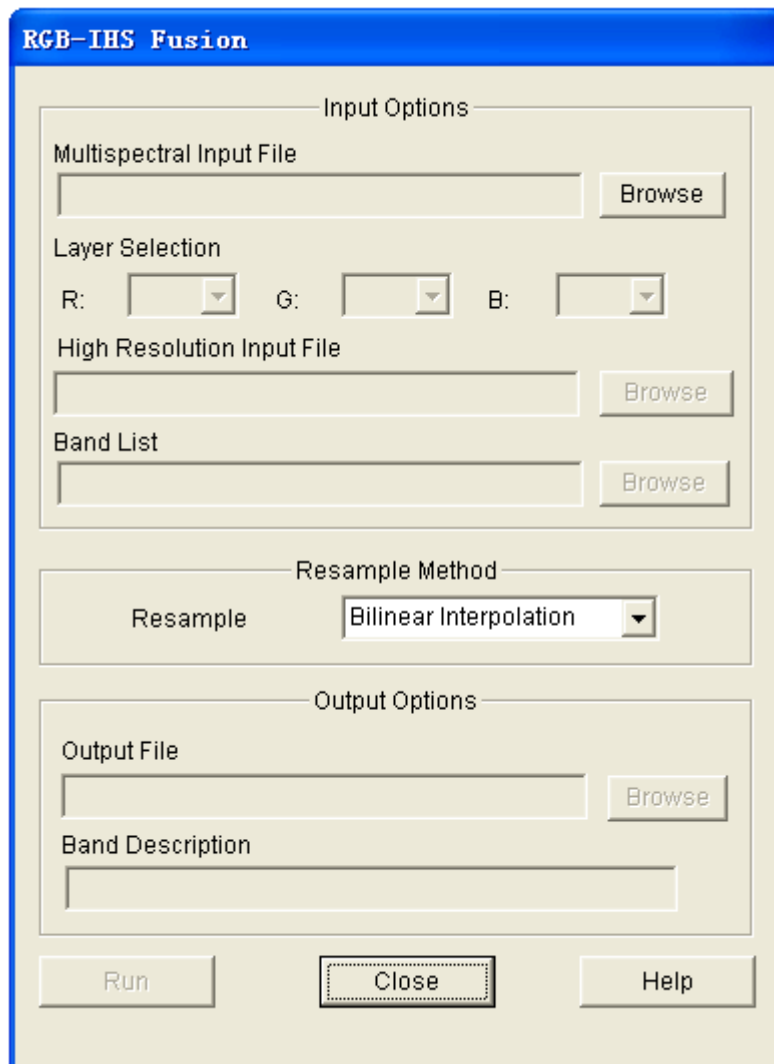 RGB-IHS Fusion
Input Options
Multispectral Input File
Browse
Layer Selection
R: G: B:
High Resolution Input File
Browse
Band List
Browse
Resample Method
Resample Bilinear Interpolation
Output Options
Output File
Browse
Band Description
Run Close Help